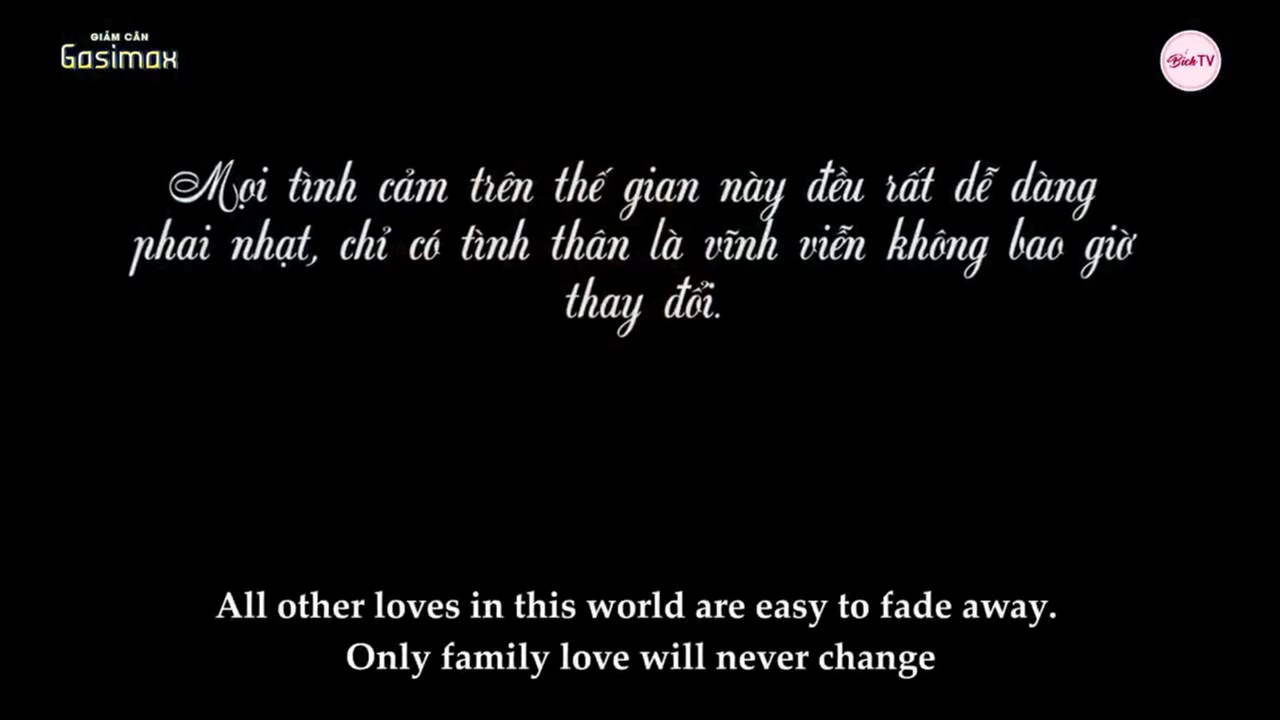 GIẢM CÂN
Gasimax
Bích TV
Mọi tình cảm trên thế gian này đều rất dễ dàng
phai nhạt, chỉ có tình thân là vĩnh viễn không bao giờ
thay đổi.
All other loves in this world are easy to fade away.
Only family love will never change